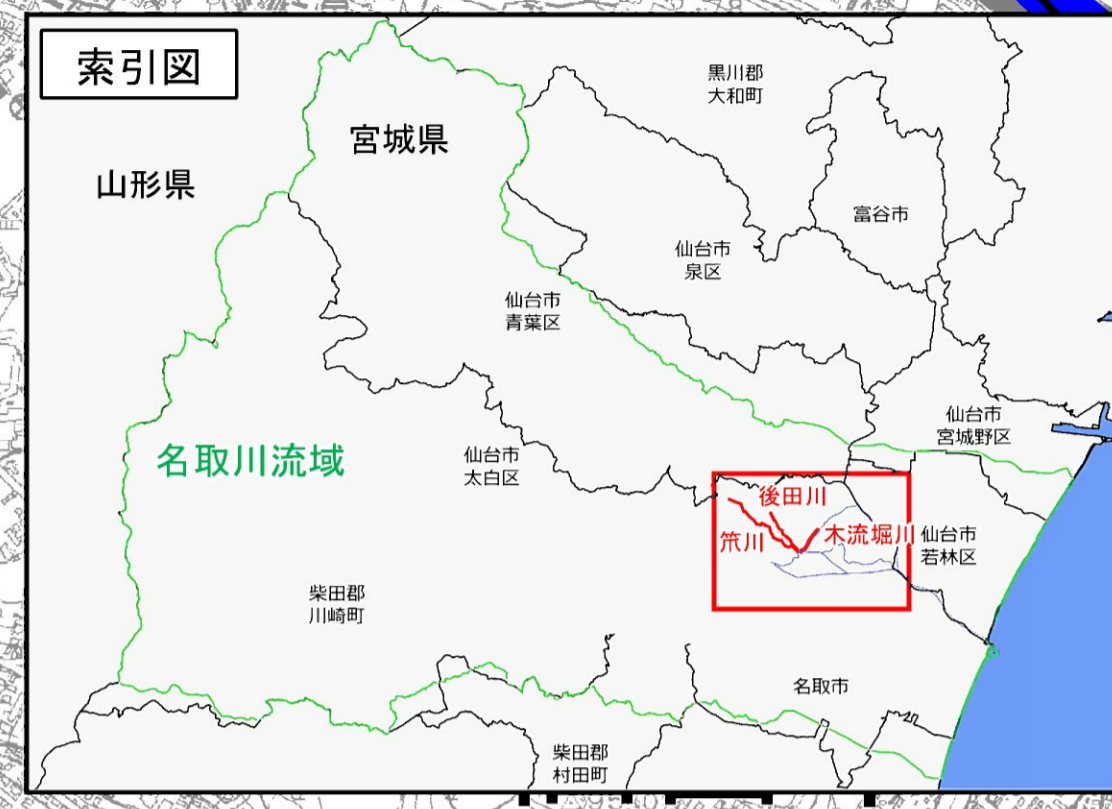 索引図
黒川郡
大和町
宮城県
山形県
富谷市
仙台市
泉区
仙台市
青葉区
仙台市
宮城野区
名取川流域
仙台市
太白区
後田川
笊川
木流堀川
仙台市
若林区
柴田郡
川崎町
名取市
柴田郡
村田町